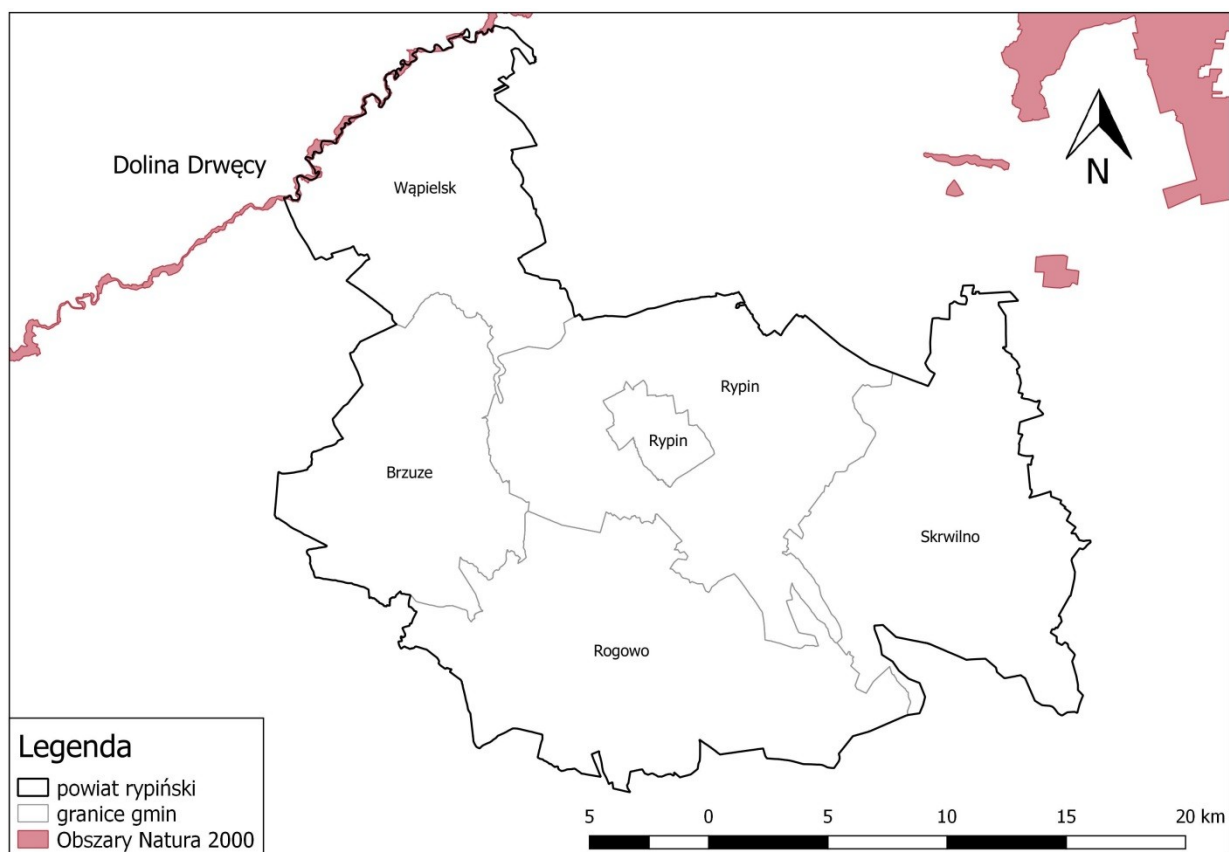 Dolina Drwęcy
Wąpielsk
N
Rypin
Rypin
Brzuze
Skrwilno
Rogowo
Legenda
powiat rypiński
granice gmin
Obszary Natura 2000
5 0 5 10 15 20 km